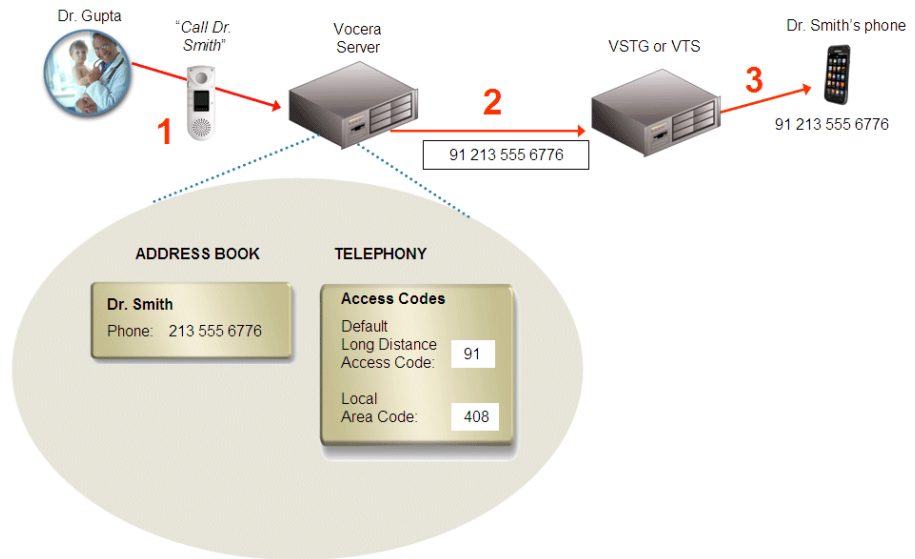 Dr. Gupta
“Call Dr.
Smith”
Vocera
Server
VSTG or VTS
Dr. Smith’s phone
1
2
3
91 213 555 6776
91 213 555 6776
ADDRESS BOOK
TELEPHONY
Dr. Smith
Phone: 213 555 6776
Access Codes
Default
Long Distance
Access Code: 91
Local
Area Code: 408